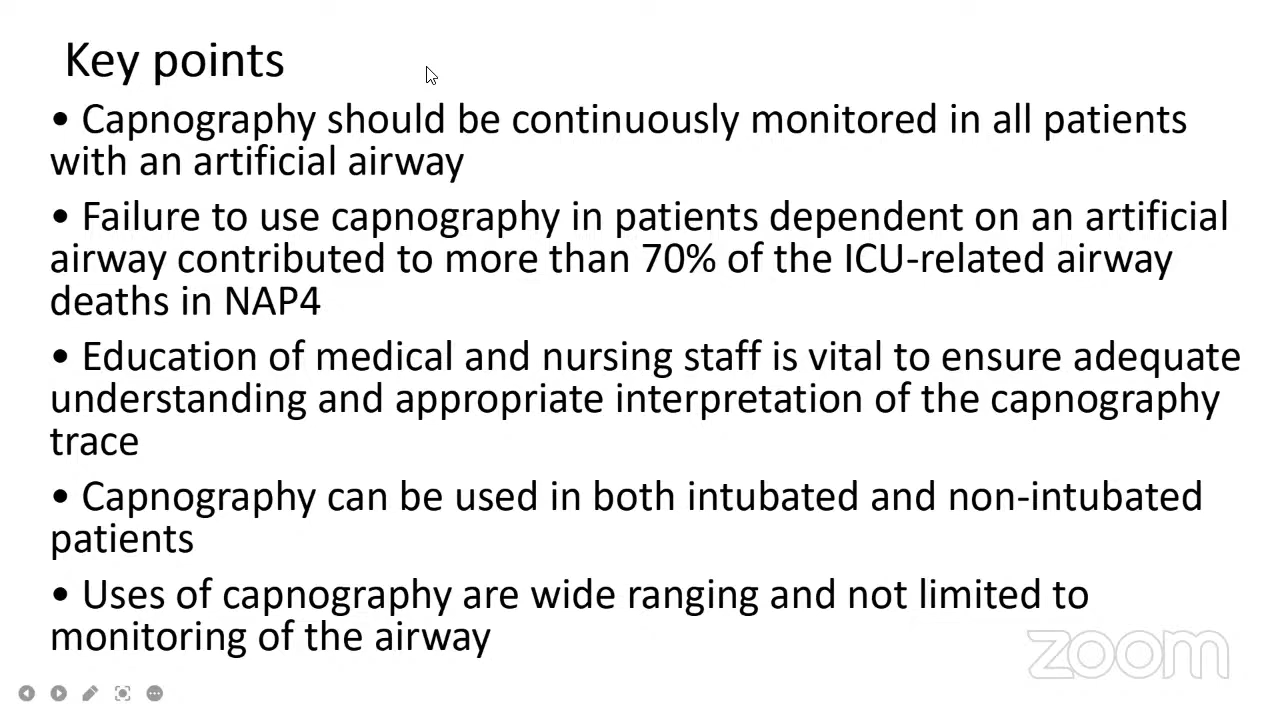 Key points
• Capnography should be continuously monitored in all patients
with an artificial airway
• Failure to use capnography in patients dependent on an artificial
airway contributed to more than 70% of the ICU-related airway
deaths in NAP4
• Education of medical and nursing staff is vital to ensure adequate
understanding and appropriate interpretation of the capnography
trace
• Capnography can be used in both intubated and non-intubated
patients
• Uses of capnography are wide ranging and not limited to
monitoring of the airway
zoom